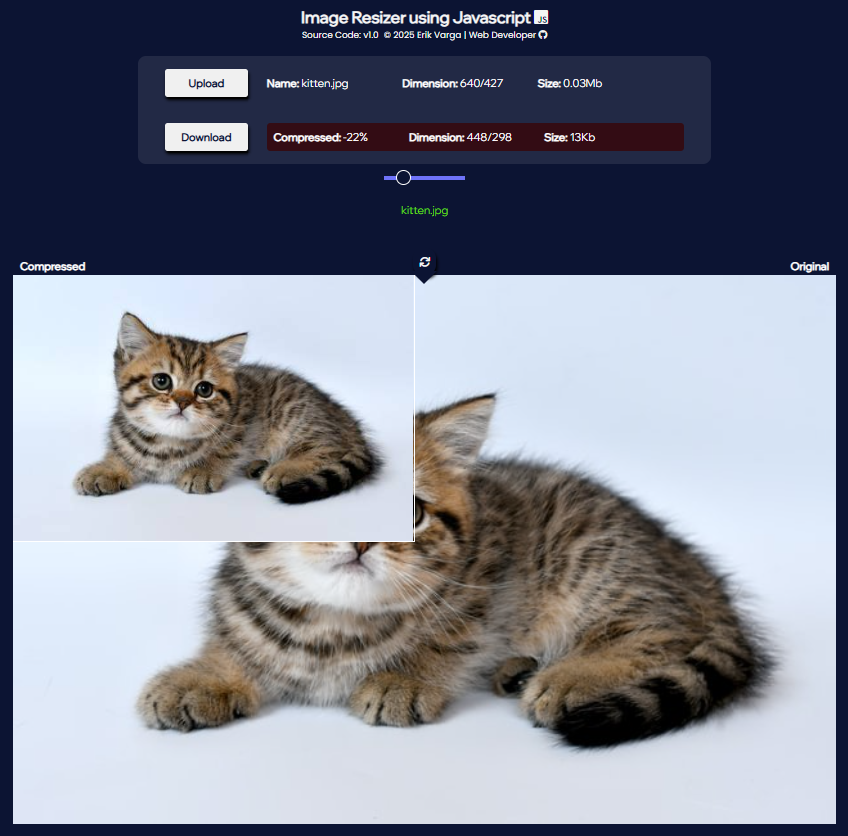 Image Resizer using Javascript JS
Source Code: v1.0 © 2025 Erik Varga | Web Developer
Upload Name: kitten.jpg Dimension: 640/427 Size: 0.03Mb
Download Compressed: -22% Dimension: 448/298 Size: 13Kb
kitten.jpg
Compressed Original